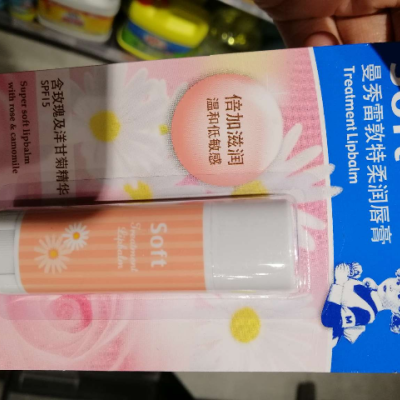 Soft
曼秀雷敦特柔润唇膏
Treatment Lipbalm
倍加滋润
温和低敏感
含玫瑰及洋甘菊精华
SPF15
Super soft lipbalm
with rose & camomile
Soft
Treatment
Lipbalm
M